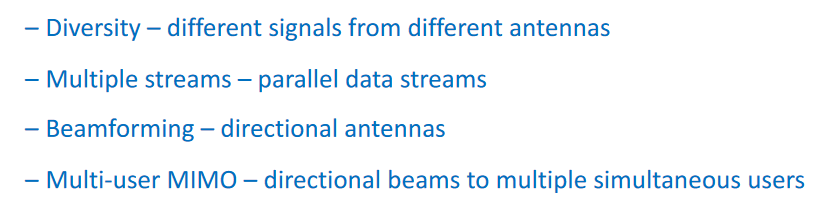 – Diversity – different signals from different antennas
– Multiple streams – parallel data streams
– Beamforming – directional antennas
– Multi-user MIMO – directional beams to multiple simultaneous users